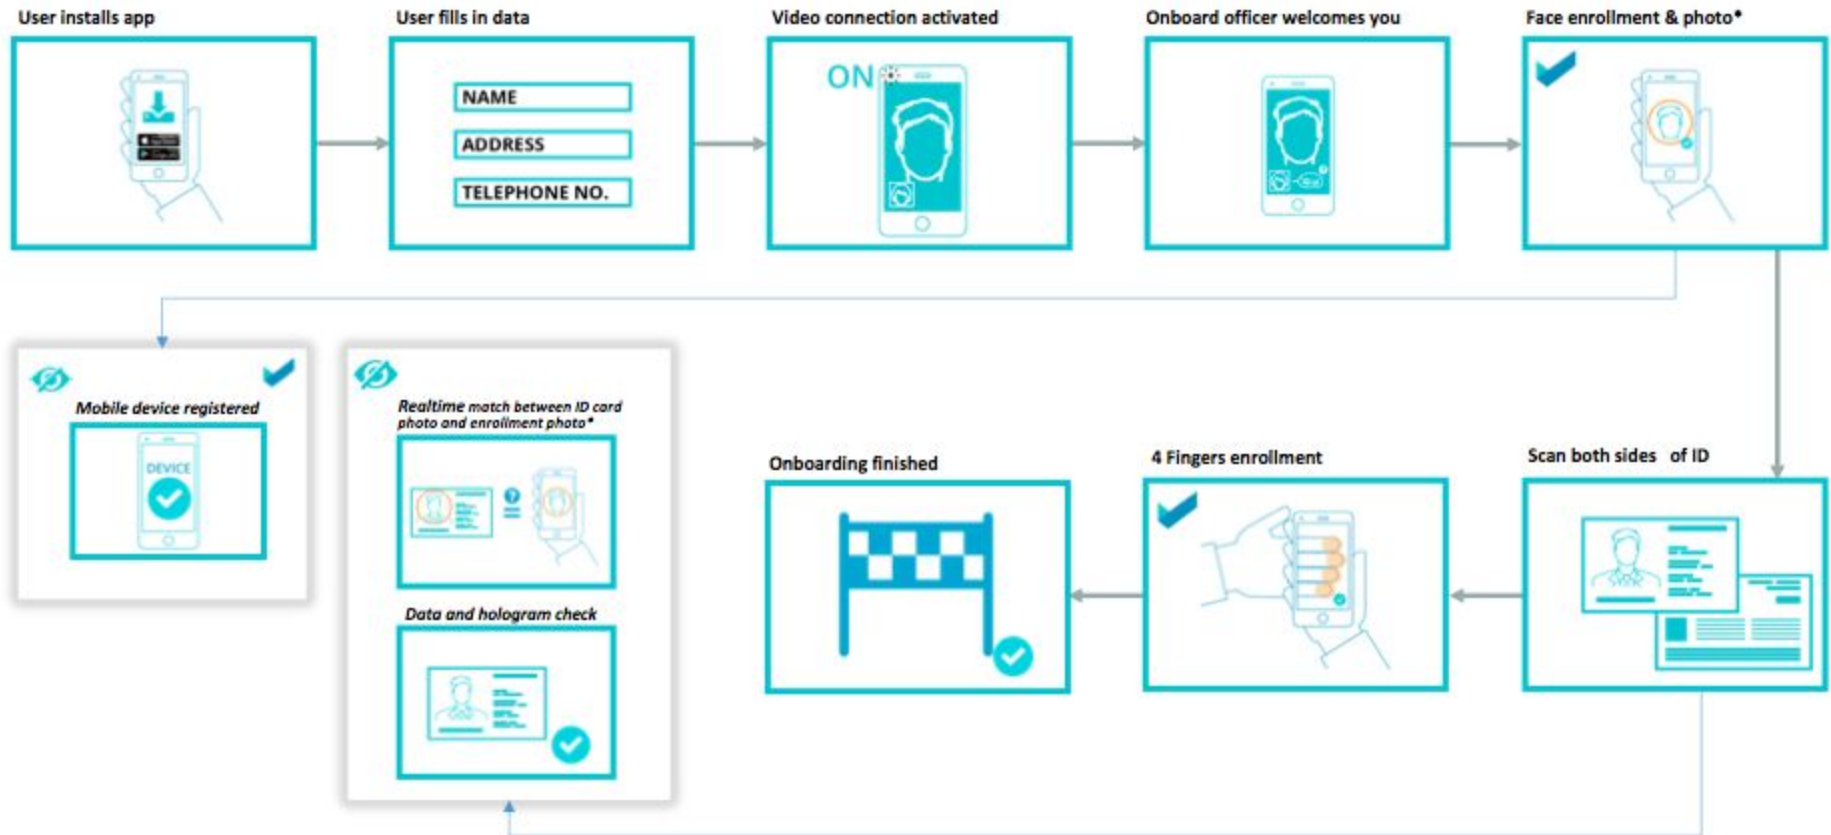 User installs app
User fills in data
Video connection activated
Onboard officer welcomes you
Face enrollment & photo*
NAME
ADDRESS
TELEPHONE NO.
ON
Mobile device registered
DEVICE
Realtime match between ID card
photo and enrollment photo*
?
Data and hologram check
Onboarding finished
4 Fingers enrollment
Scan both sides of ID